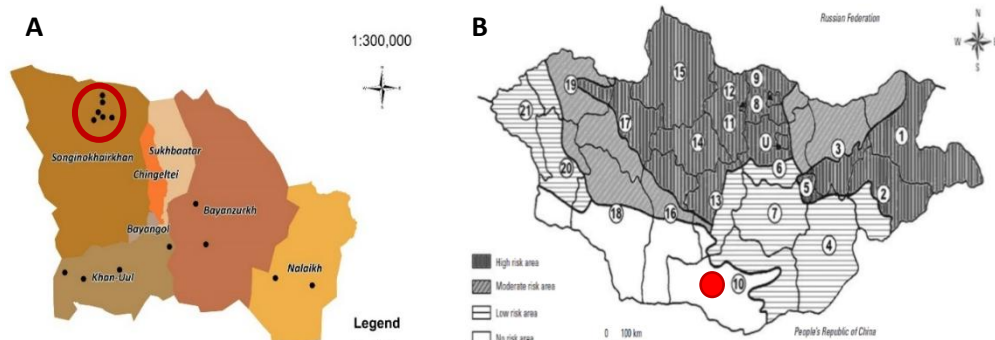 A
1:300,000
Songinokhairkhan
Sukhbaatar
Chingeltei
Bayanzurkh
Bayangol
Khan-Uul
Nalaikh
Legend
B
Russian Federation
N
W
S
15
9
19
12
8
1
21
17
11
14
U
3
6
20
5
2
13
7
18
16
4
10
High risk area
Moderate risk area
Low risk area
No risk area
0 100 km
People's Republic of China